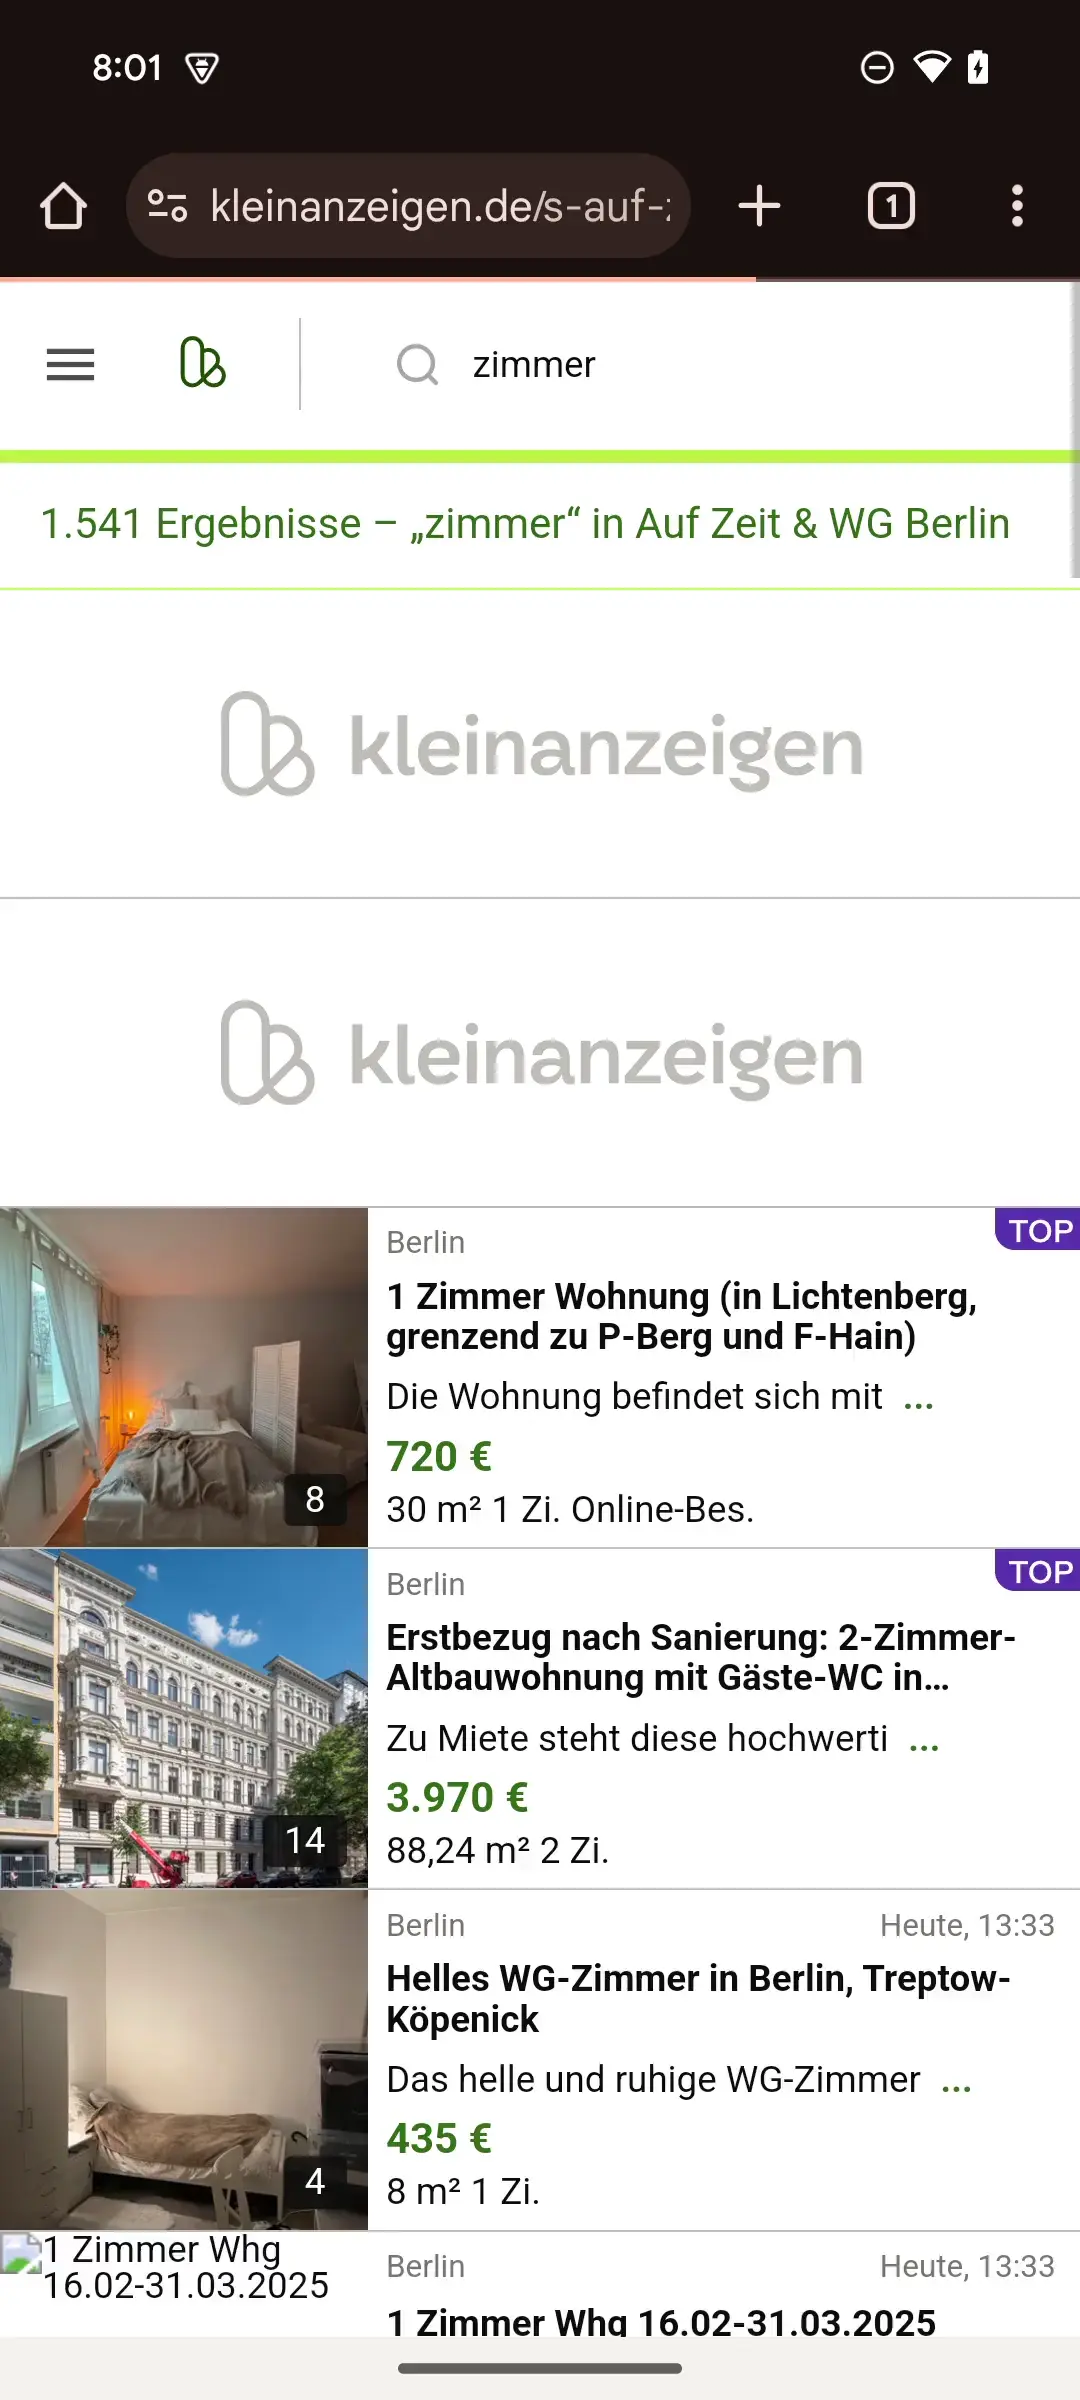 8:01
kleinanzeigen.de/s-auf-
1
zimmer
1.541 Ergebnisse – „zimmer“ in Auf Zeit & WG Berlin
kleinanzeigen
kleinanzeigen
Berlin
TOP
1 Zimmer Wohnung (in Lichtenberg,
grenzend zu P-Berg und F-Hain)
Die Wohnung befindet sich mit ...
720 €
30 m² 1 Zi. Online-Bes.
8
Berlin
TOP
Erstbezug nach Sanierung: 2-Zimmer-
Altbauwohnung mit Gäste-WC in...
Zu Miete steht diese hochwerti ...
3.970 €
88,24 m² 2 Zi.
14
Berlin
Heute, 13:33
Helles WG-Zimmer in Berlin, Treptow-
Köpenick
Das helle und ruhige WG-Zimmer ...
435 €
8 m² 1 Zi.
4
1 Zimmer Whg
16.02-31.03.2025
Berlin
Heute, 13:33
1 Zimmer Whg 16.02-31.03.2025